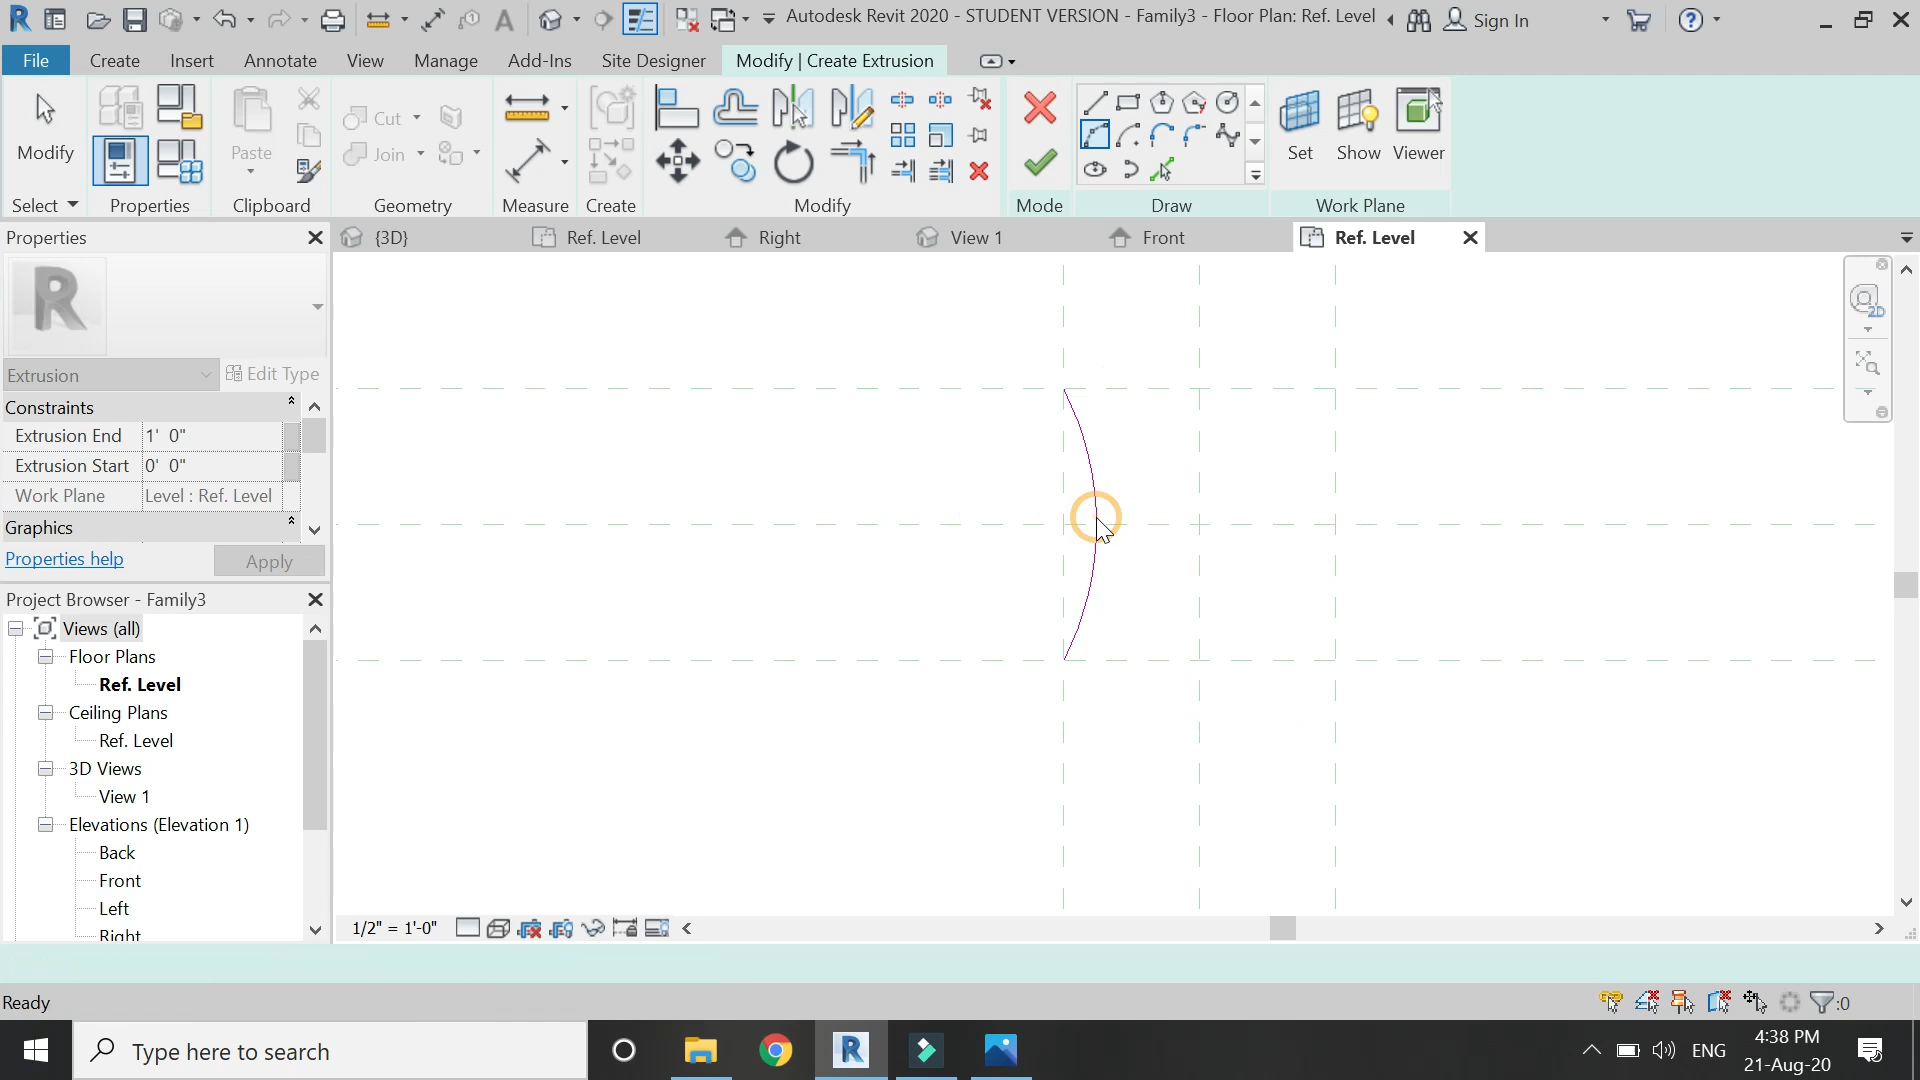 Autodesk Revit 2020 - STUDENT VERSION - Family3 - Floor Plan: Ref. Level
Sign In
File Create Insert Annotate View Manage Add-Ins Site Designer Modify | Create Extrusion
Modify Paste Cut Join Set Show Viewer
Select Properties Clipboard Geometry Measure Create Modify Mode Draw Work Plane
Properties
{3D} Ref. Level Right View 1 Front Ref. Level
2D
Extrusion Edit Type
Constraints
Extrusion End 1' 0"
Extrusion Start 0' 0"
Work Plane Level : Ref. Level
Graphics
Properties help Apply
Project Browser - Family3
Views (all)
Floor Plans
Ref. Level
Ceiling Plans
Ref. Level
3D Views
View 1
Elevations (Elevation 1)
Back
Front
Left
Right
1/2" = 1'-0"
Ready
:0
Type here to search
ENG
4:38 PM
21-Aug-20